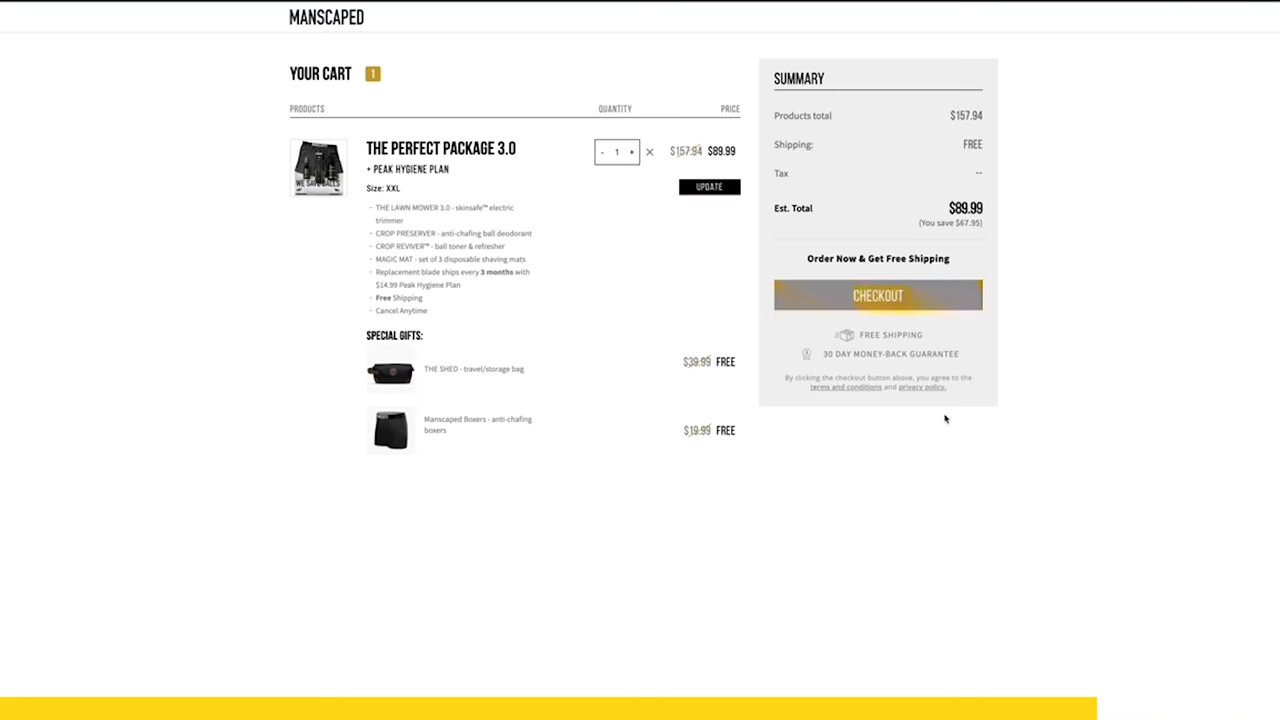 MANSCAPED
YOUR CART 1
PRODUCTS QUANTITY PRICE
THE PERFECT PACKAGE 3.0
+ PEAK HYGIENE PLAN
Size: XXL
- 1 + × $157.94 $89.99
UPDATE
- THE LAWN MOWER 3.0 - skinsafe™ electric
trimmer
- CROP PRESERVER - anti-chafing ball deodorant
- CROP REVIVER™ - ball toner & refresher
- MAGIC MAT - set of 3 disposable shaving mats
- Replacement blade ships every 3 months with
$14.99 Peak Hygiene Plan
- Free Shipping
- Cancel Anytime
SPECIAL GIFTS:
THE SHED - travel/storage bag $39.99 FREE
Manscaped Boxers - anti-chafing
boxers
$19.99 FREE
SUMMARY
Products total $157.94
Shipping: FREE
Tax --
Est. Total $89.99
(You save $67.95)
Order Now & Get Free Shipping
CHECKOUT
FREE SHIPPING
30 DAY MONEY-BACK GUARANTEE
By clicking the checkout button above, you agree to the
terms and conditions and privacy policy.